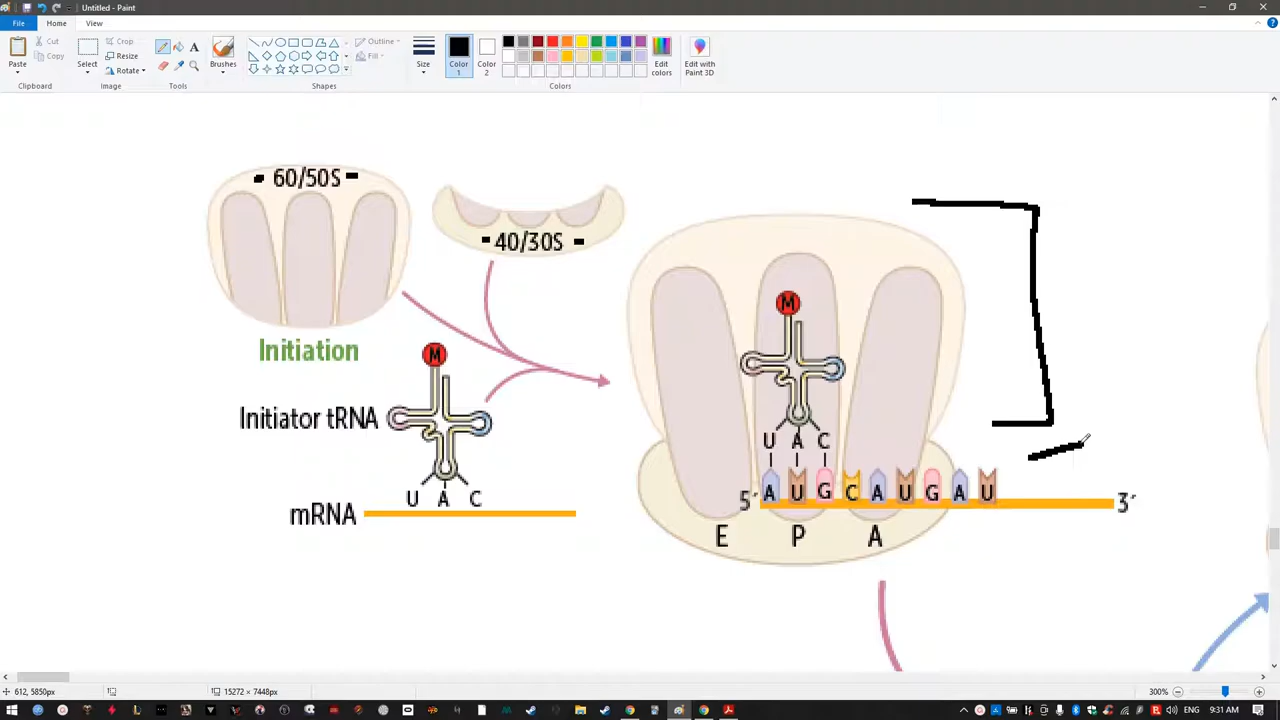 Untitled - Paint
File Home View
Paste
Cut
Copy
Clipboard
Select
Crop
Resize
Rotate
Image
A
Tools
Brushes
Outline
Fill
Shapes
Size
Color 1
Color 2
Edit colors
Colors
Edit with Paint 3D
60/50S
40/30S
Initiation
M
Initiator tRNA
U A C
mRNA
M
U A C
5′ A U G C A U G A U 3′
E P A
612, 5850px
15272 × 7448px
300%
9:31 AM